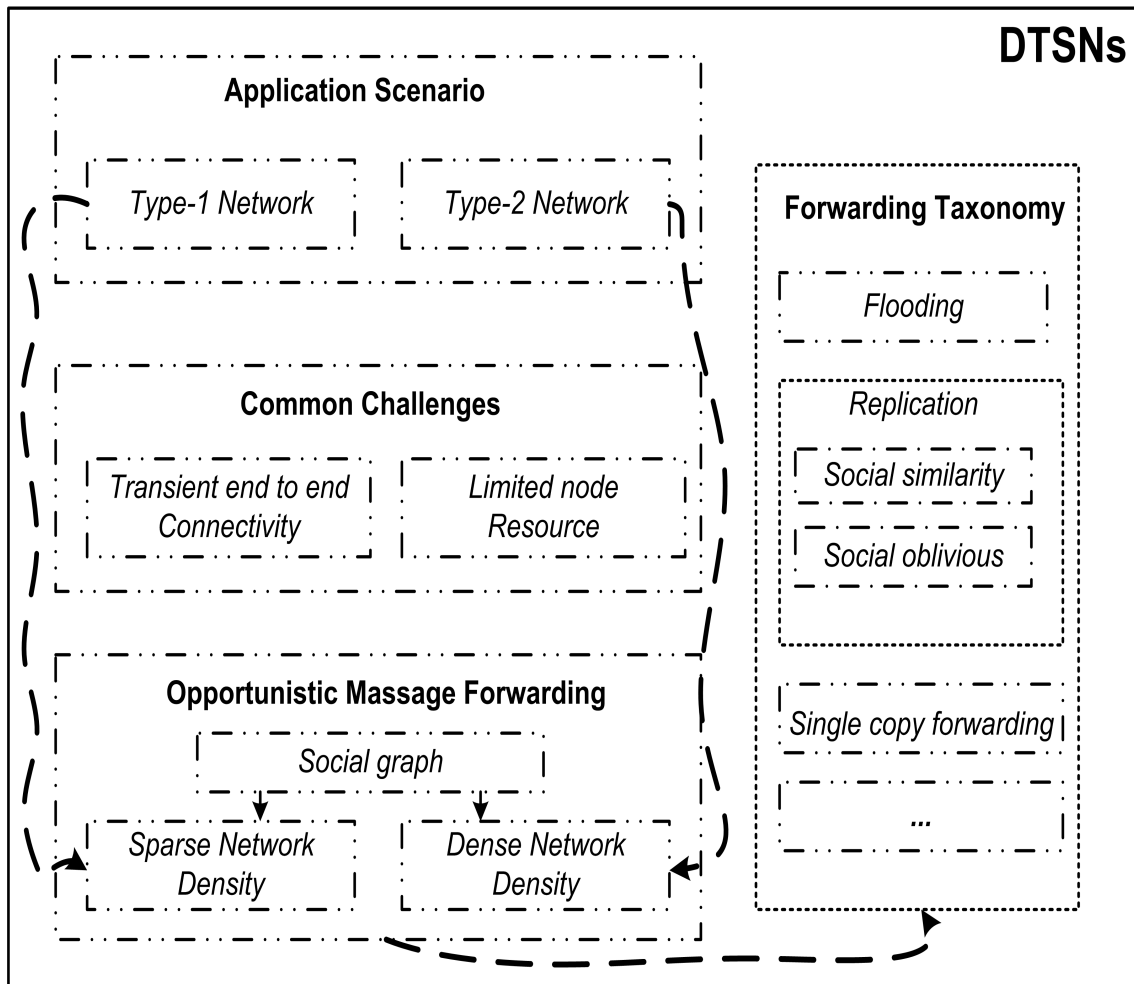 DTSNs
Application Scenario
Type-1 Network
Type-2 Network
Common Challenges
Transient end to end
Connectivity
Limited node
Resource
Opportunistic Massage Forwarding
Social graph
Sparse Network
Density
Dense Network
Density
Forwarding Taxonomy
Flooding
Replication
Social similarity
Social oblivious
Single copy forwarding
...